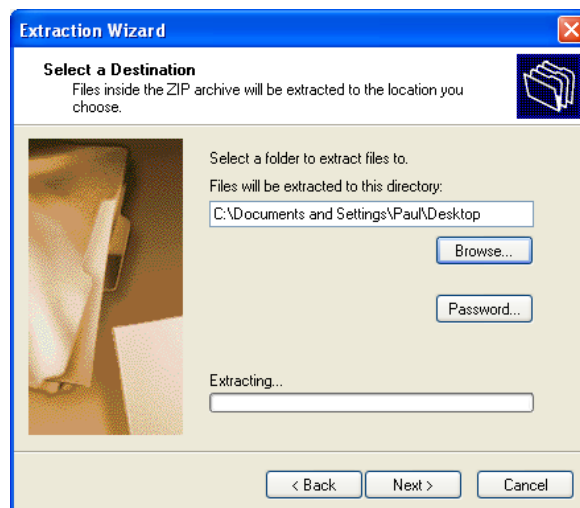 Extraction Wizard
Select a Destination
Files inside the ZIP archive will be extracted to the location you
choose.
Select a folder to extract files to.
Files will be extracted to this directory:
C:\Documents and Settings\Paul\Desktop
Browse...
Password...
Extracting...
< Back
Next >
Cancel